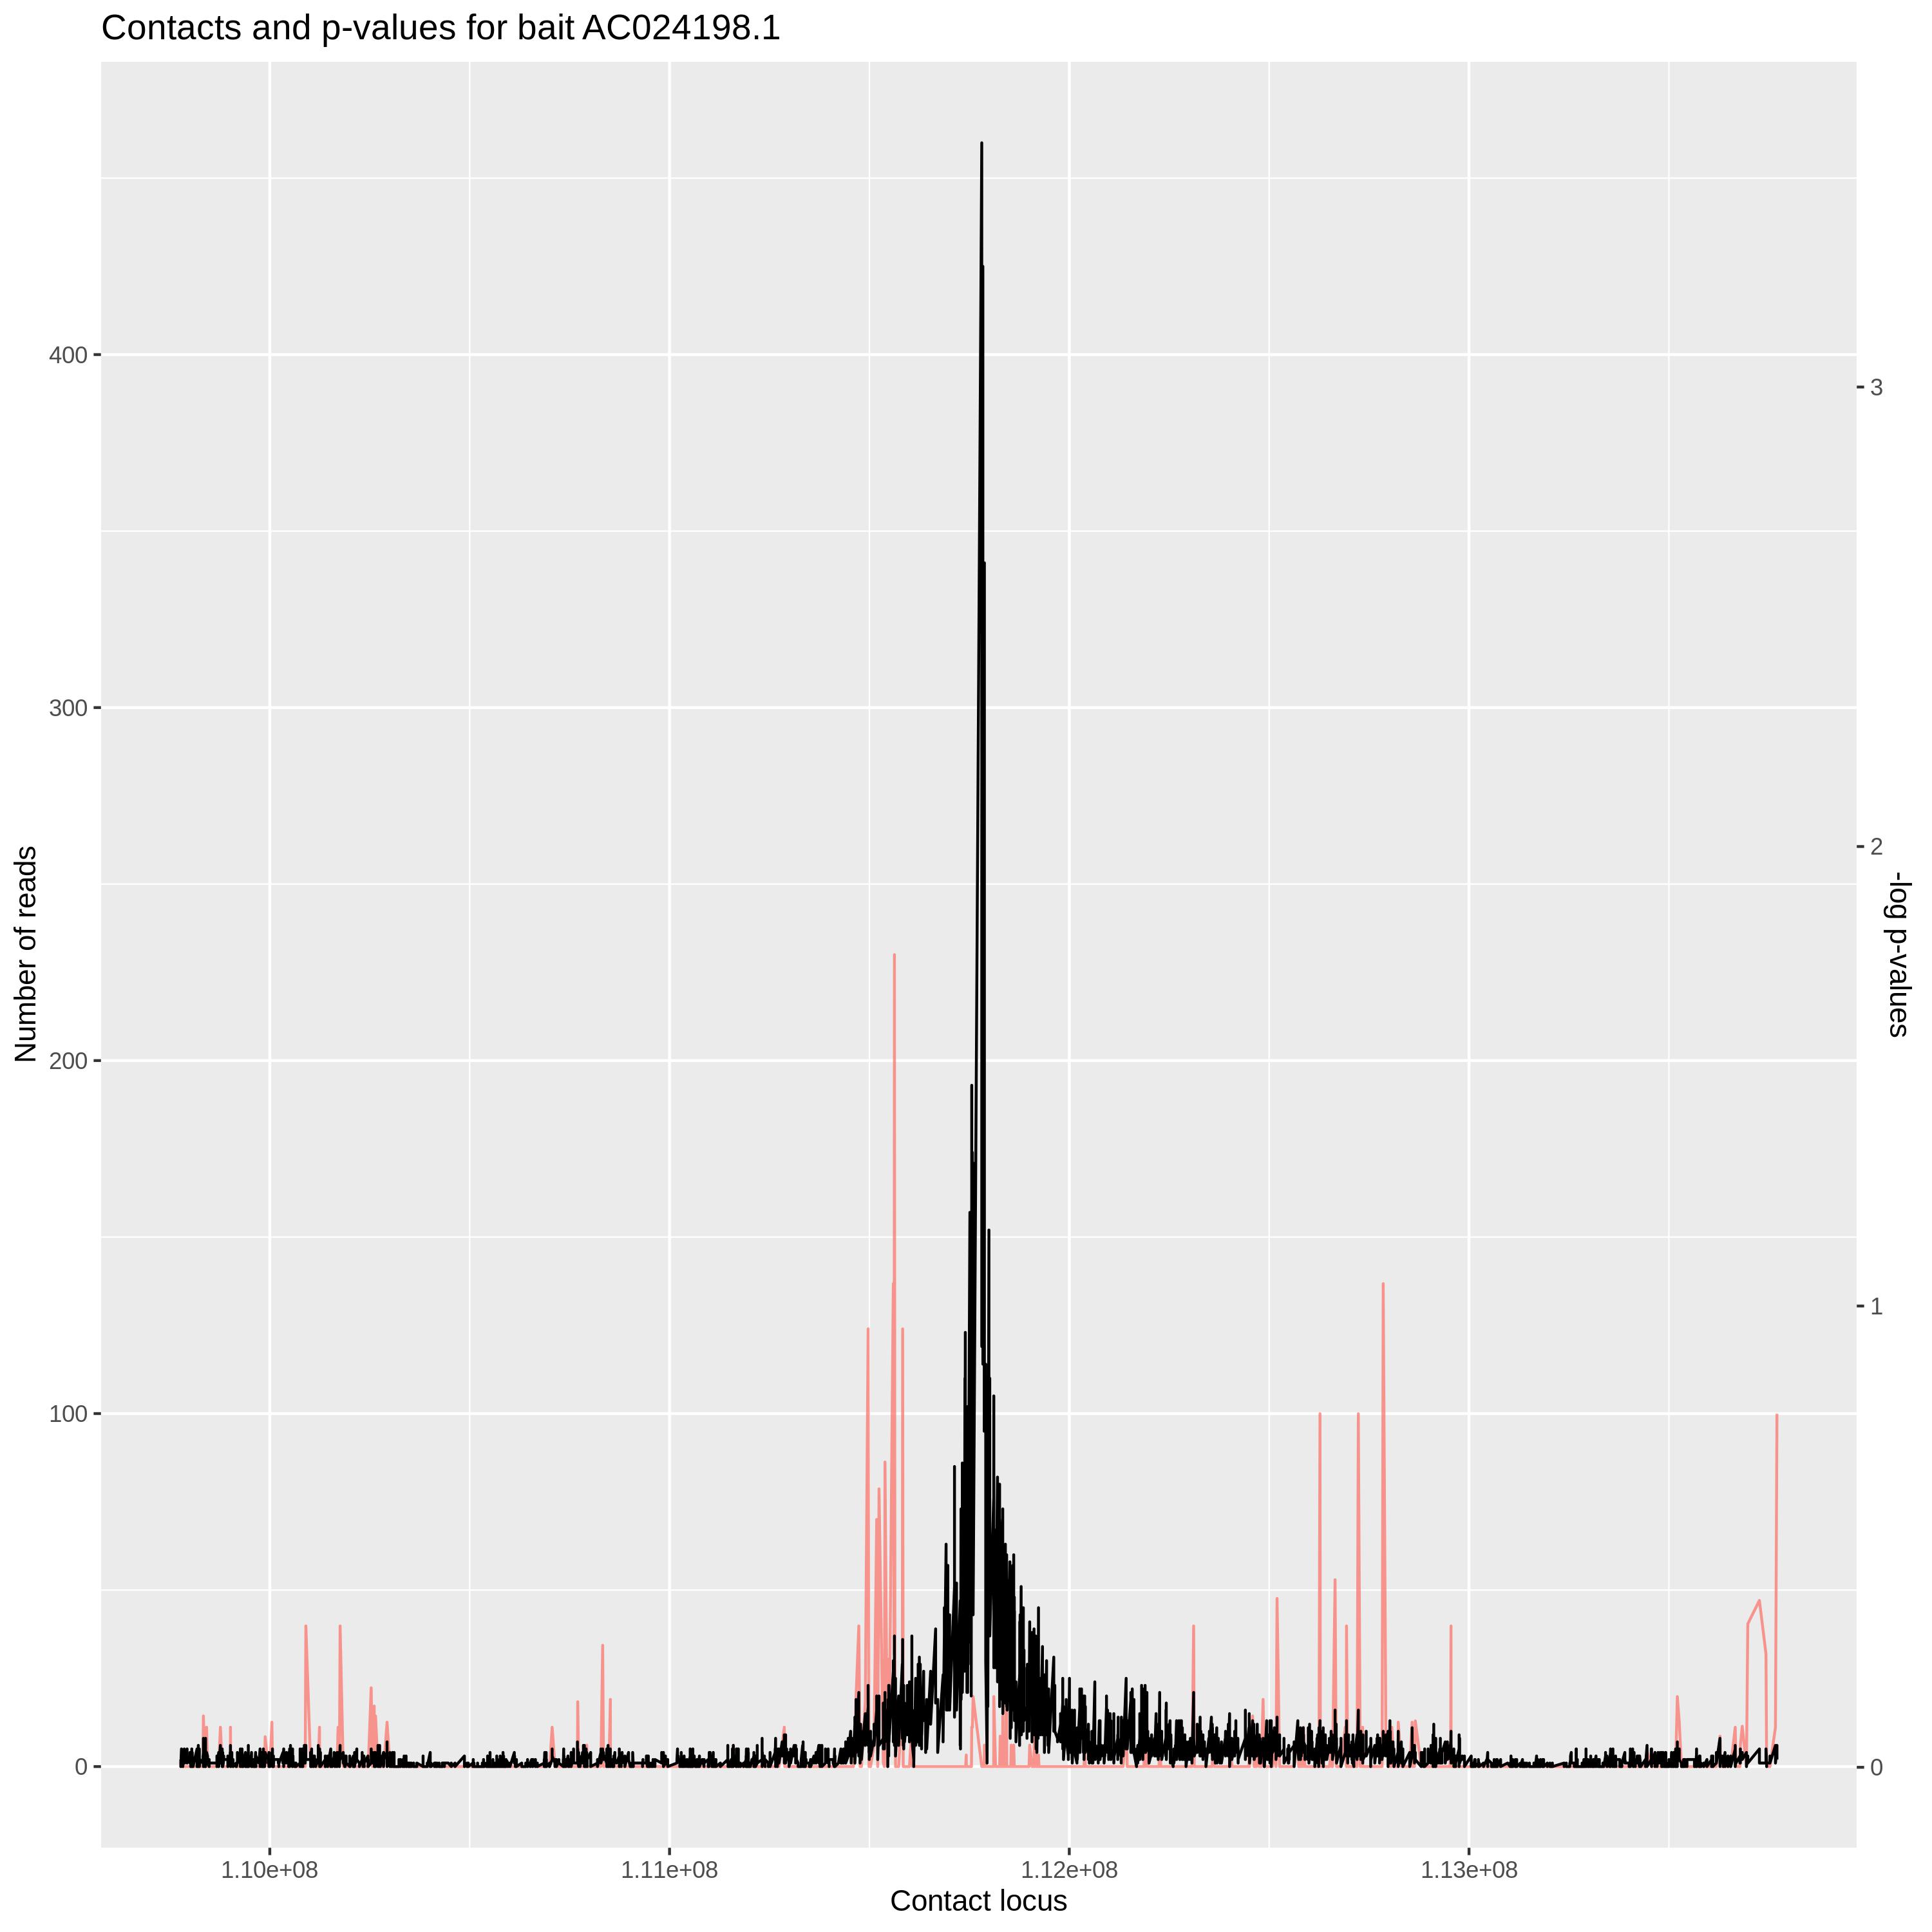 Contacts and p-values for bait AC024198.1
Number of reads
400
300
200
100
0
3
2
1
0
-log p-values
1.10e+08
1.11e+08
1.12e+08
1.13e+08
Contact locus